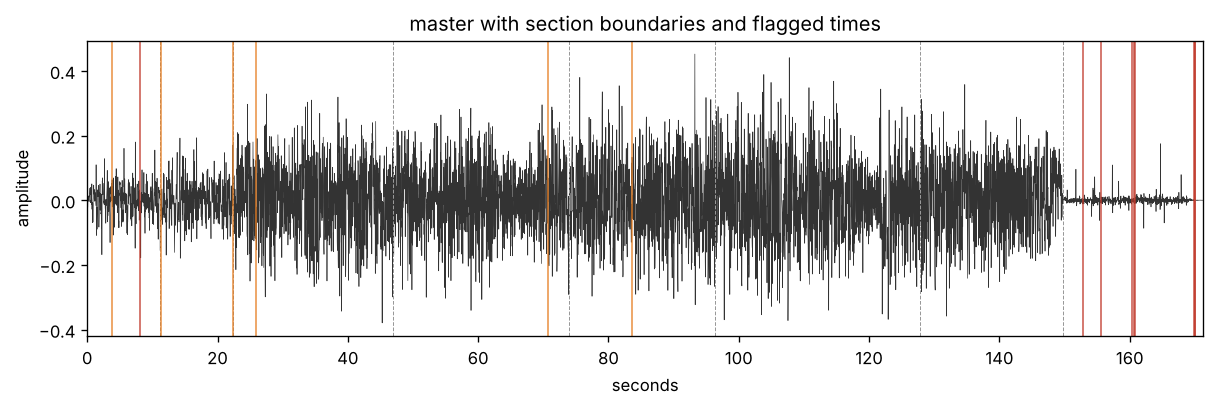 master with section boundaries and flagged times
0.4
0.2
0.0
−0.2
−0.4
amplitude
0 20 40 60 80 100 120 140 160
seconds